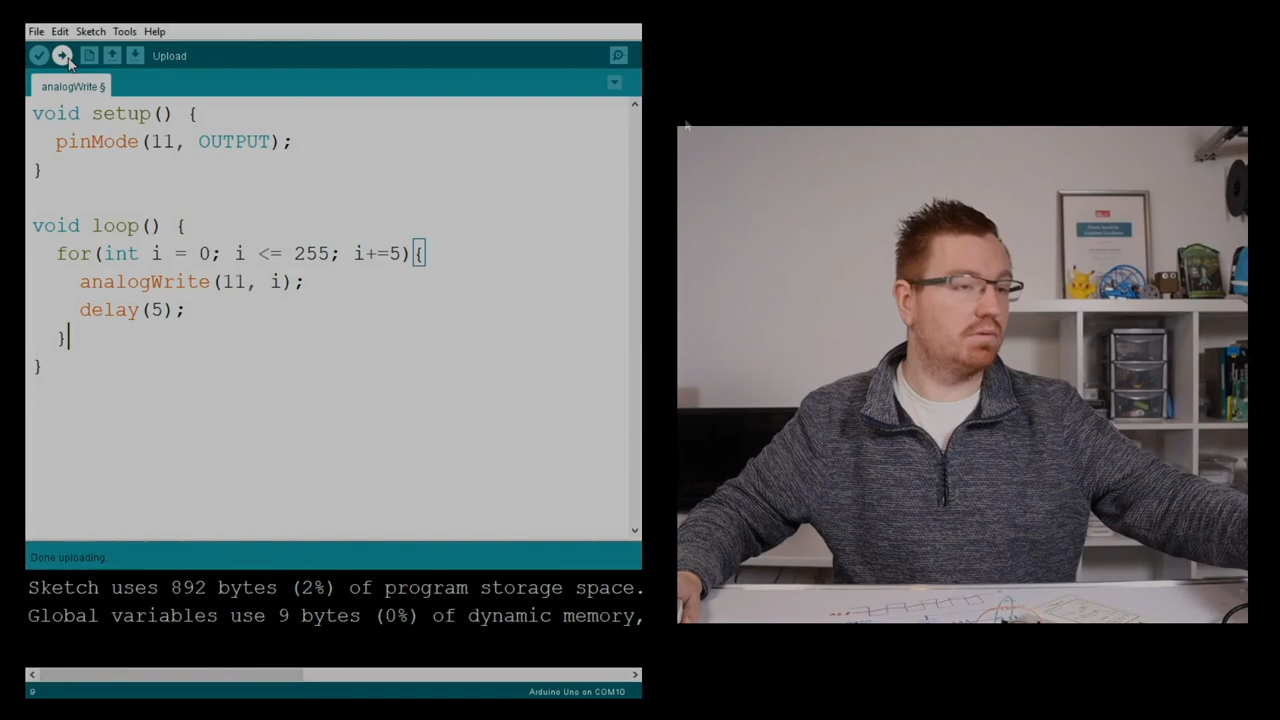 File Edit Sketch Tools Help
Upload
analogWrite §
void setup() {
pinMode(11, OUTPUT);
}
void loop() {
for(int i = 0; i <= 255; i+=5){
analogWrite(11, i);
delay(5);
}
}
Done uploading.
Sketch uses 892 bytes (2%) of program storage space.
Global variables use 9 bytes (0%) of dynamic memory,
9
Arduino Uno on COM10